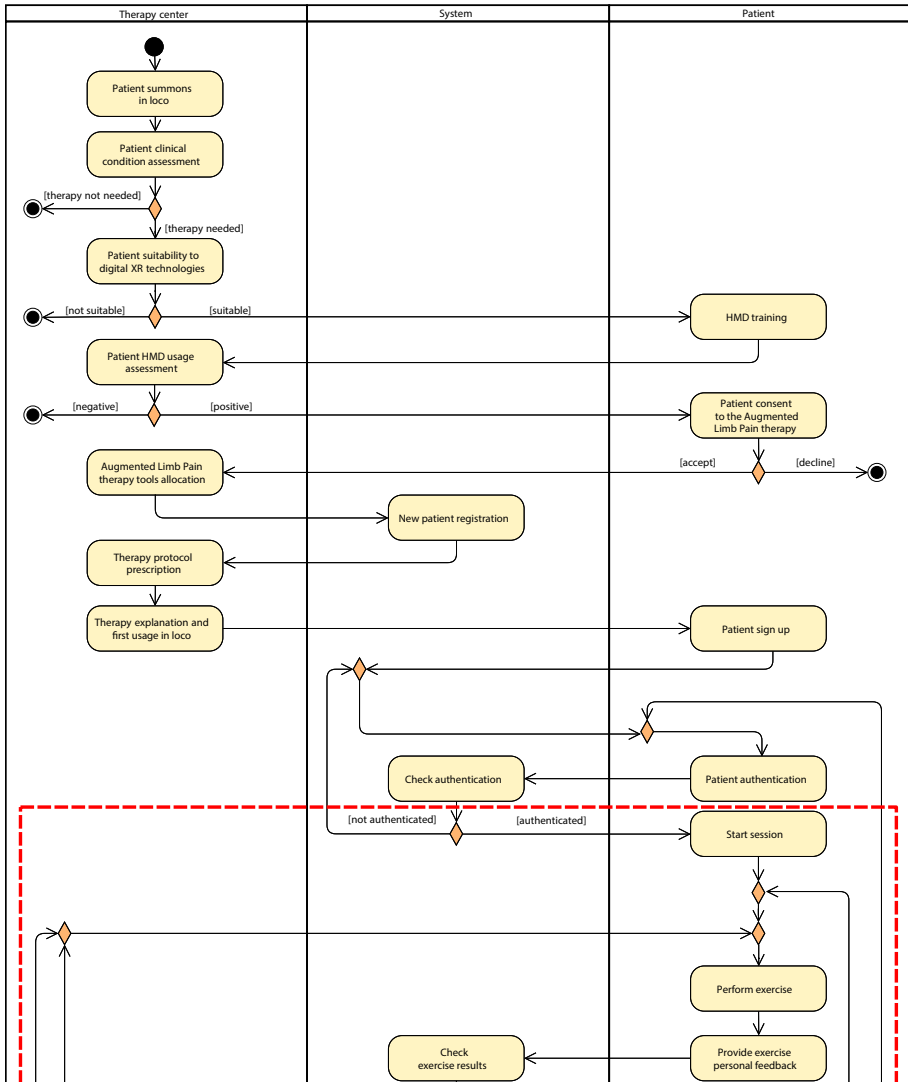 Therapy center
System
Patient
Patient summons
in loco
Patient clinical
condition assessment
[therapy not needed]
[therapy needed]
Patient suitability to
digital XR technologies
[not suitable]
[suitable]
HMD training
Patient HMD usage
assessment
[negative]
[positive]
Patient consent
to the Augmented
Limb Pain therapy
[accept]
[decline]
Augmented Limb Pain
therapy tools allocation
New patient registration
Therapy protocol
prescription
Therapy explanation and
first usage in loco
Patient sign up
Check authentication
Patient authentication
[not authenticated]
[authenticated]
Start session
Perform exercise
Check
exercise results
Provide exercise
personal feedback